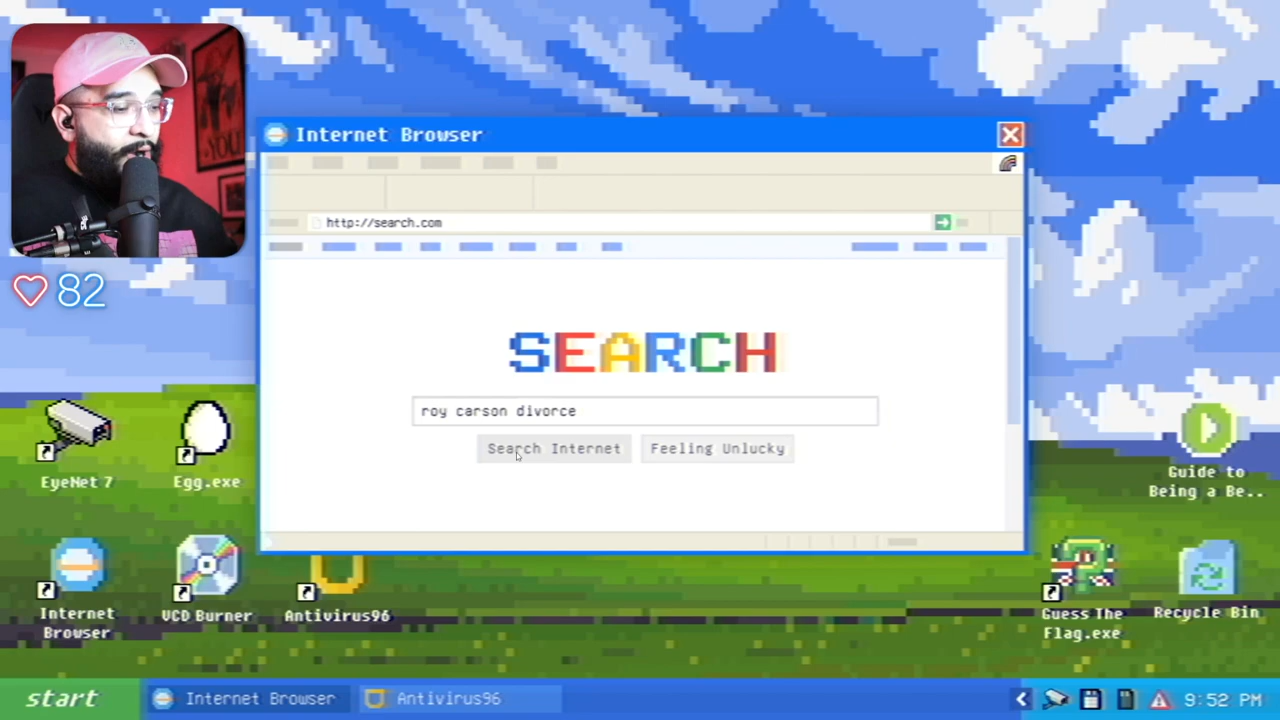 Internet Browser
http://search.com
SEARCH
roy carson divorce
Search Internet
Feeling Unlucky
YOU
82
EyeNet 7
Egg.exe
Guide to
Being a Be..
Internet
Browser
VCD Burner
Antivirus96
Guess The
Flag.exe
Recycle Bin
start
Internet Browser
Antivirus96
9:52 PM